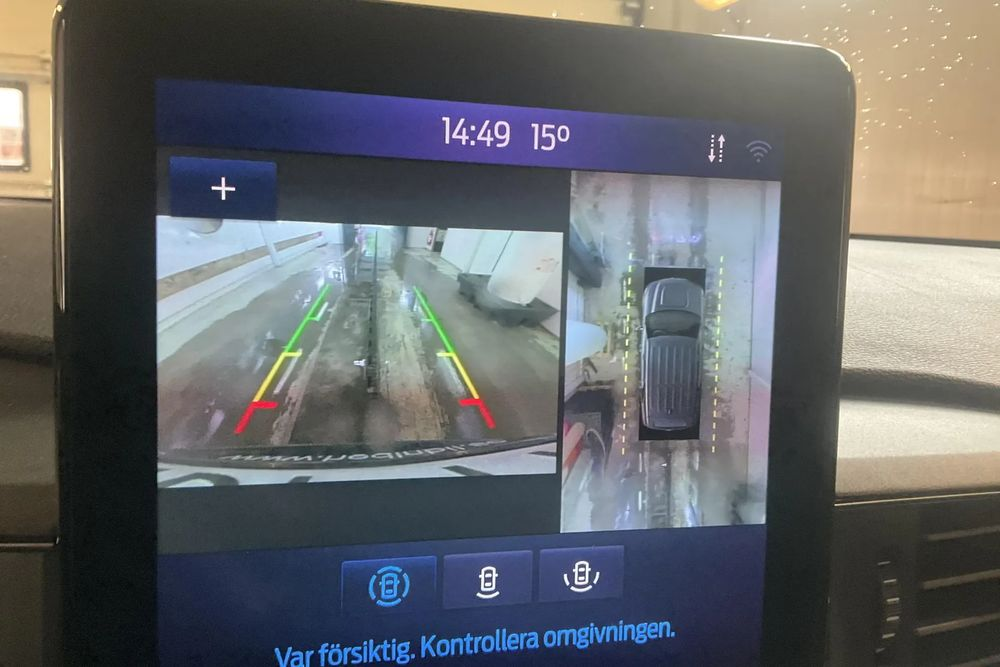 14:49 15º
+
Var försiktig. Kontrollera omgivningen.